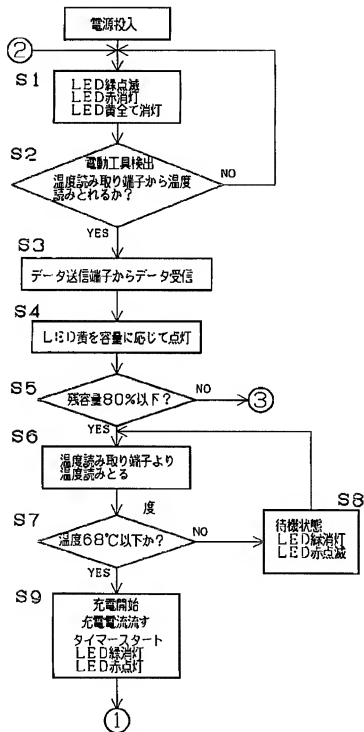 電源投入
②
S1
LED緑点滅
LED赤消灯
LED黄全て消灯
S2
電動工具検出
温度読み取り端子から温度
読みとれるか?
NO
YES
S3
データ送信端子からデータ受信
S4
LED黄を容量に応じて点灯
S5
残容量80%以下?
NO
③
YES
S6
温度読み取り端子より
温度読みとる
度
S7
温度68℃以下か?
NO
S8
待機状態
LED緑消灯
LED赤点滅
YES
S9
充電開始
充電電流流す
タイマースタート
LED緑消灯
LED赤点灯
①